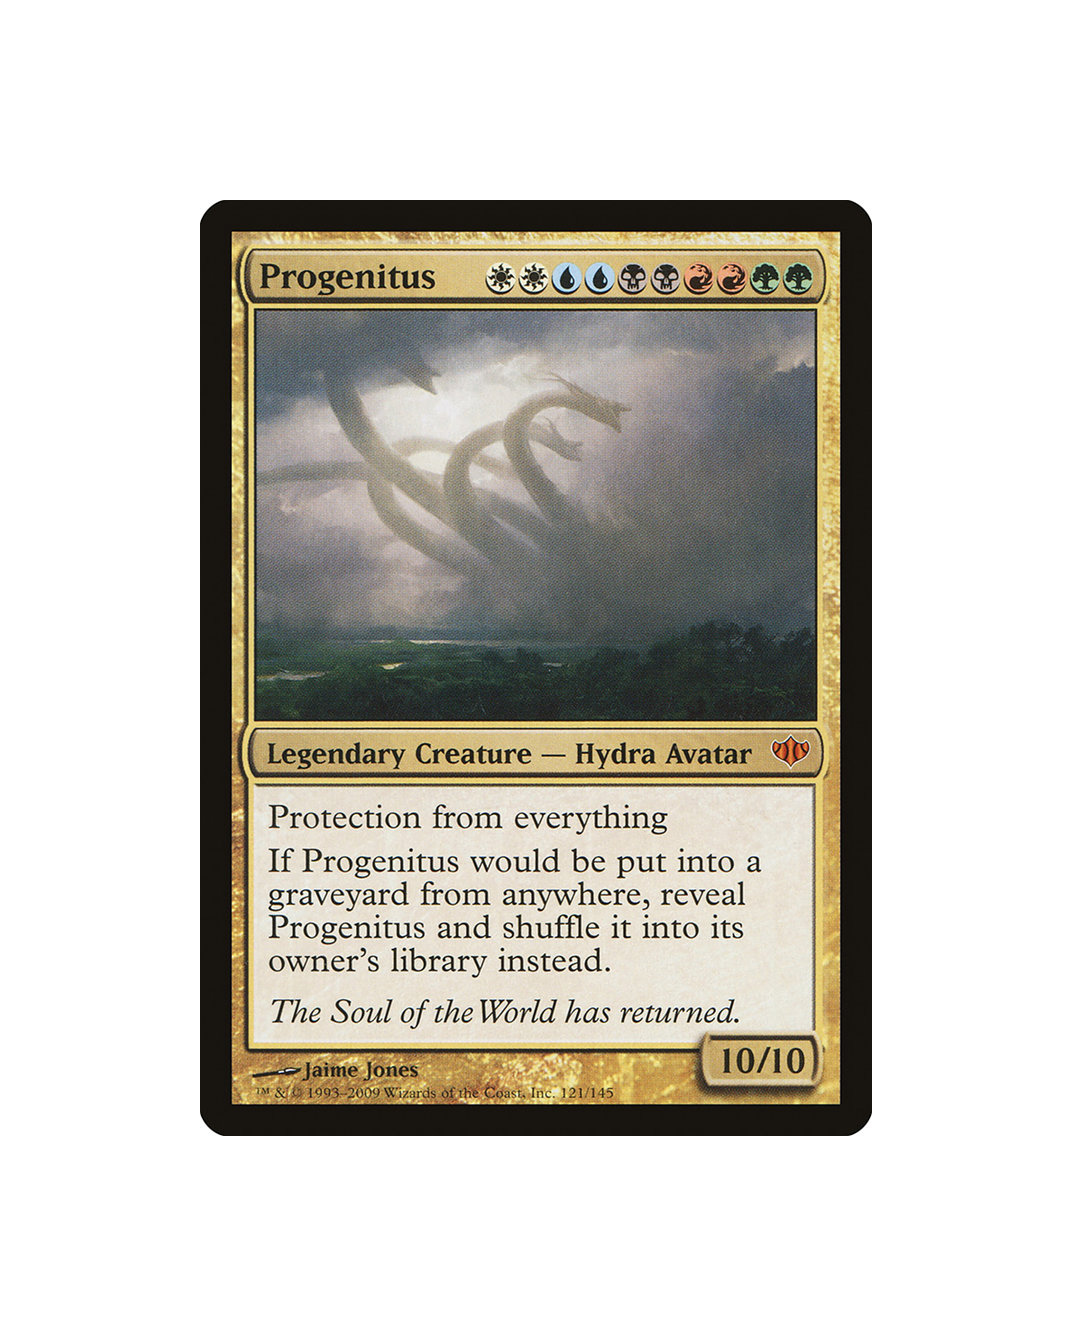 Progenitus
Legendary Creature — Hydra Avatar
Protection from everything
If Progenitus would be put into a
graveyard from anywhere, reveal
Progenitus and shuffle it into its
owner's library instead.
The Soul of the World has returned.
10/10
Jaime Jones
™ & © 1993–2009 Wizards of the Coast, Inc. 121/145